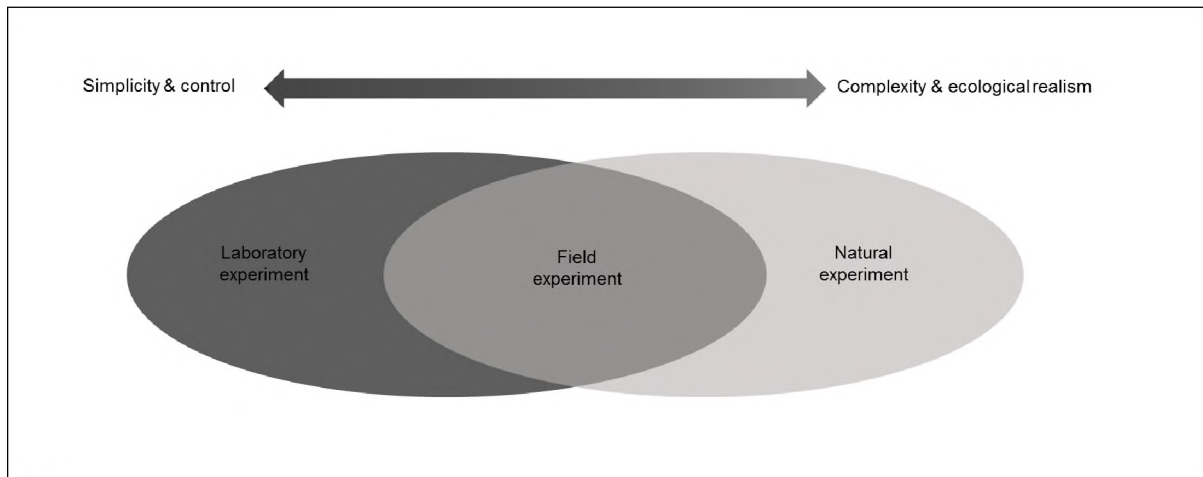 Simplicity & control
Complexity & ecological realism
Laboratory
experiment
Field
experiment
Natural
experiment